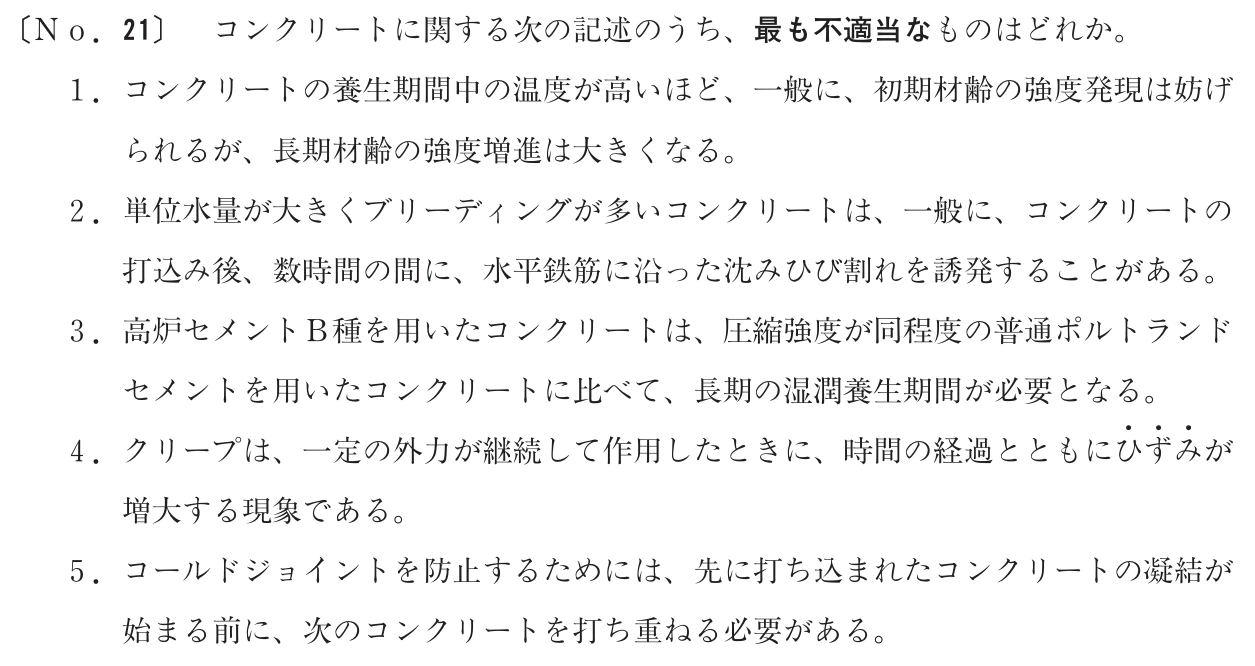 〔No. 21〕 コンクリートに関する次の記述のうち、最も不適当なものはどれか。
1. コンクリートの養生期間中の温度が高いほど、一般に、初期材齢の強度発現は妨げ
られるが、長期材齢の強度増進は大きくなる。
2. 単位水量が大きくブリーディングが多いコンクリートは、一般に、コンクリートの
打込み後、数時間の間に、水平鉄筋に沿った沈みひび割れを誘発することがある。
3. 高炉セメントB種を用いたコンクリートは、圧縮強度が同程度の普通ポルトランド
セメントを用いたコンクリートに比べて、長期の湿潤養生期間が必要となる。
4. クリープは、一定の外力が継続して作用したときに、時間の経過とともにひずみが
増大する現象である。
5. コールドジョイントを防止するためには、先に打ち込まれたコンクリートの凝結が
始まる前に、次のコンクリートを打ち重ねる必要がある。